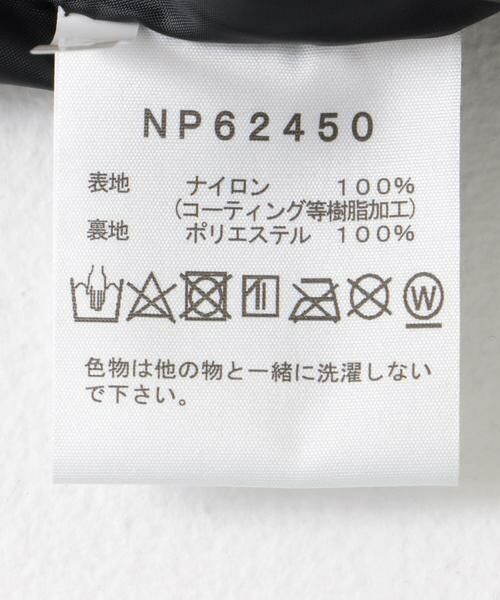 NP62450
表地 ナイロン 100%
(コーティング等樹脂加工)
裏地 ポリエステル 100%
W
色物は他の物と一緒に洗濯しない
で下さい。